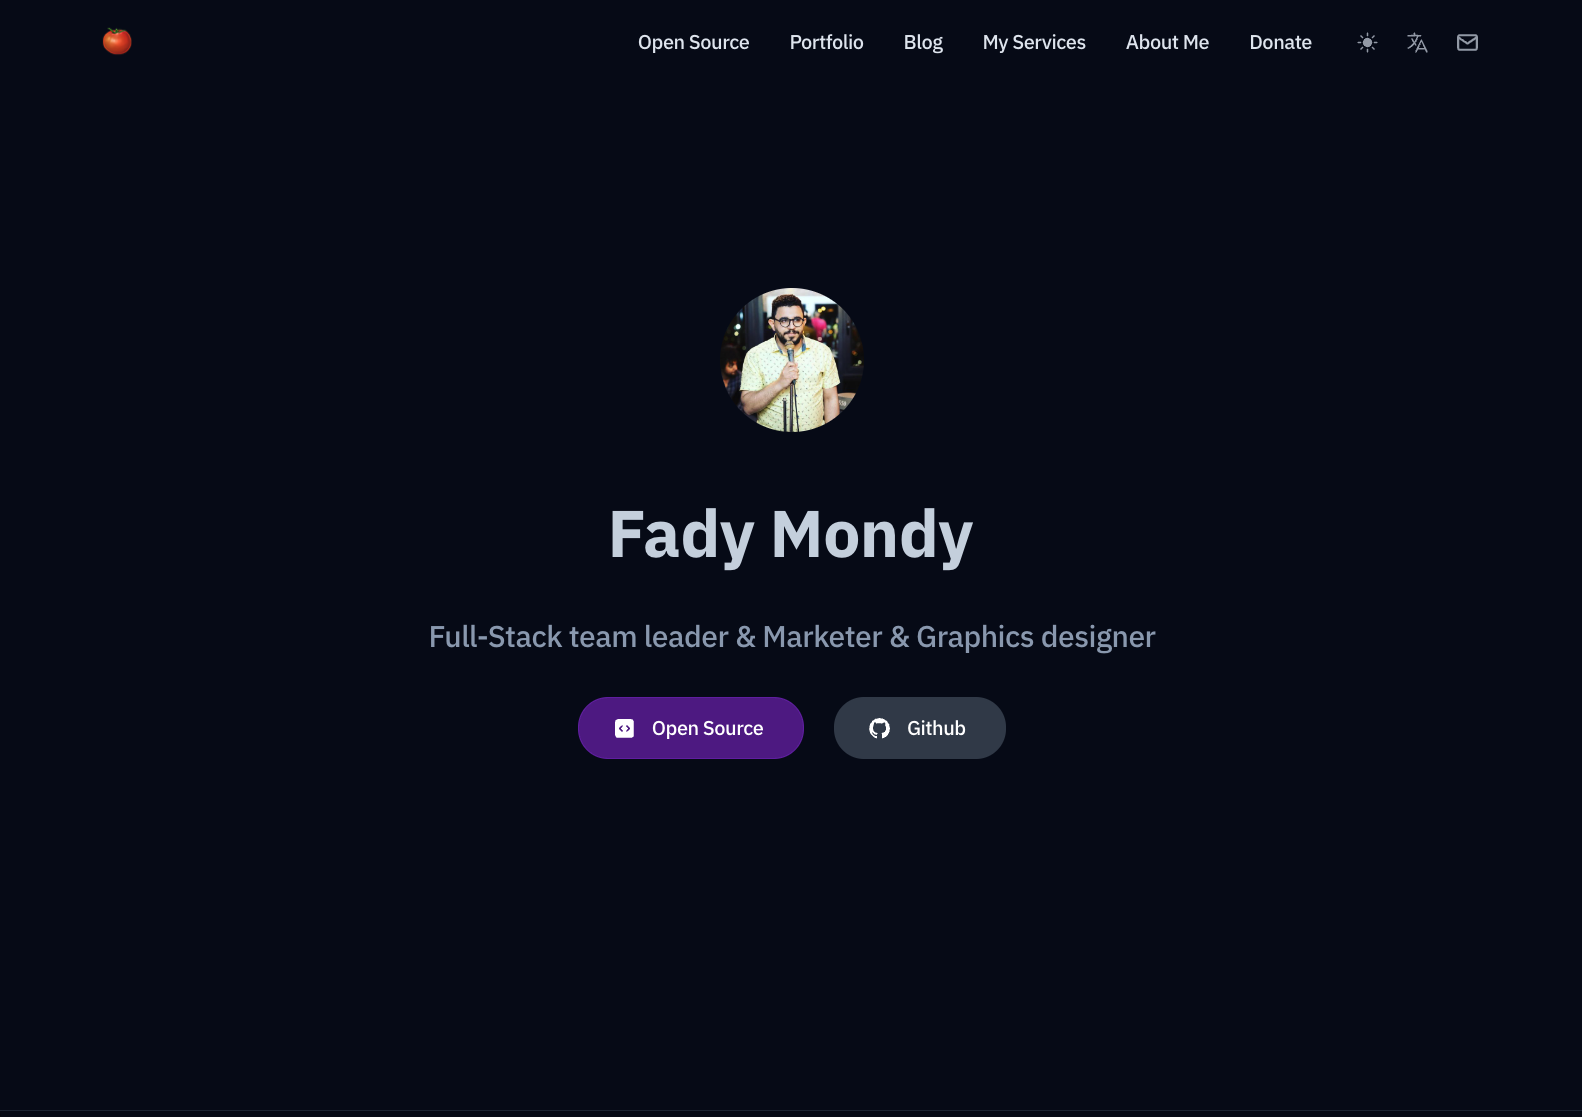 Open Source Portfolio Blog My Services About Me Donate
Fady Mondy
Full-Stack team leader & Marketer & Graphics designer
Open Source Github